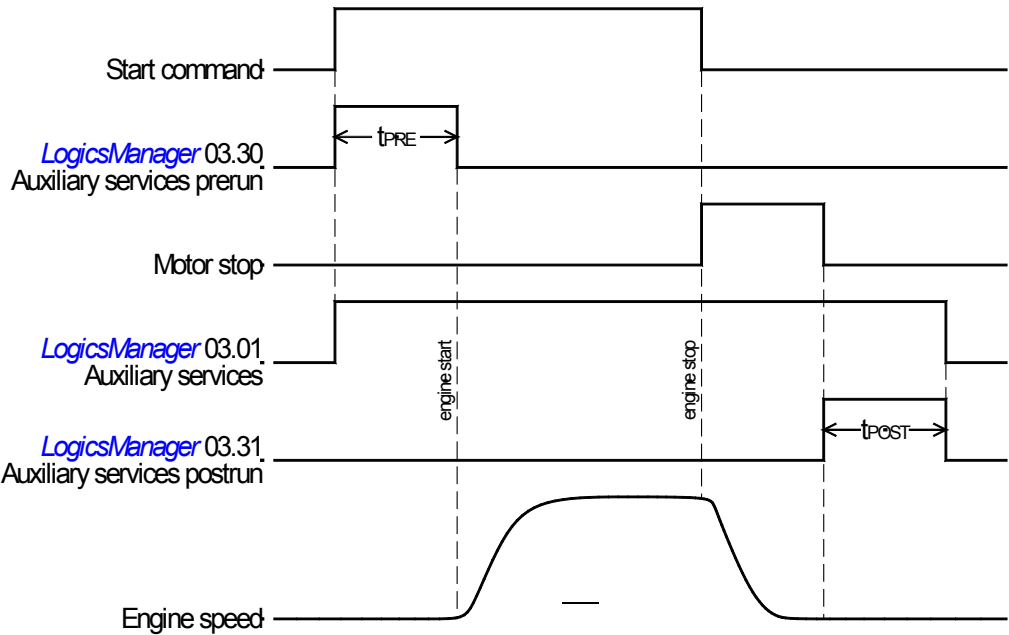 Start command
tPRE
LogicsManager 03.30
Auxiliary services prerun
Motor stop
LogicsManager 03.01
Auxiliary services
engine start
engine stop
LogicsManager 03.31
Auxiliary services postrun
tPOST
Engine speed